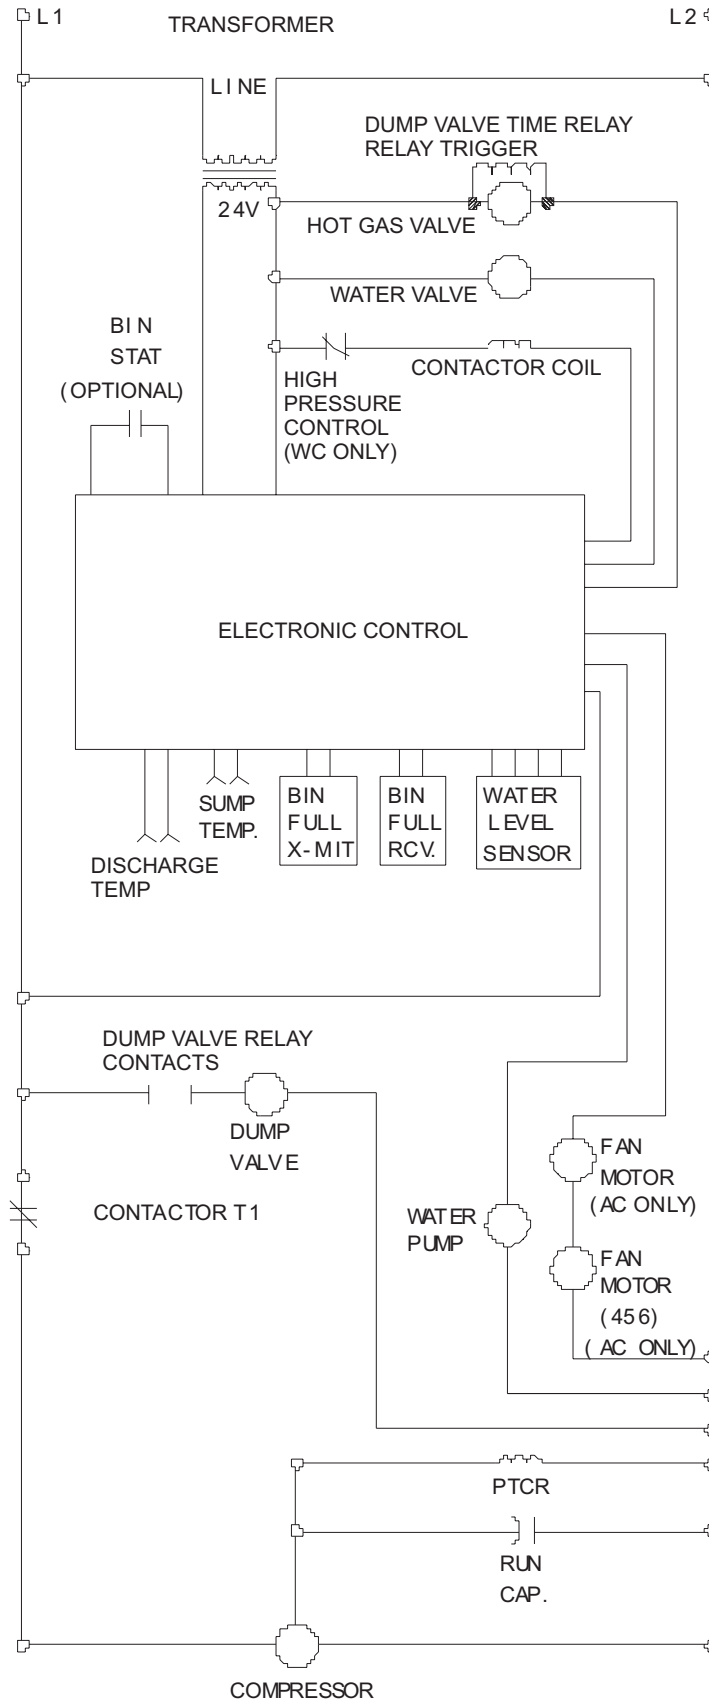 L1
TRANSFORMER
L2
LINE
DUMP VALVE TIME RELAY
RELAY TRIGGER
24V
HOT GAS VALVE
WATER VALVE
BIN
STAT
(OPTIONAL)
HIGH
PRESSURE
CONTROL
(WC ONLY)
CONTACTOR COIL
ELECTRONIC CONTROL
DISCHARGE
TEMP
SUMP
TEMP.
BIN
FULL
X-MIT
BIN
FULL
RCV.
WATER
LEVEL
SENSOR
DUMP VALVE RELAY
CONTACTS
DUMP
VALVE
CONTACTOR T1
WATER
PUMP
FAN
MOTOR
(AC ONLY)
FAN
MOTOR
(456)
(AC ONLY)
PTCR
RUN
CAP.
COMPRESSOR